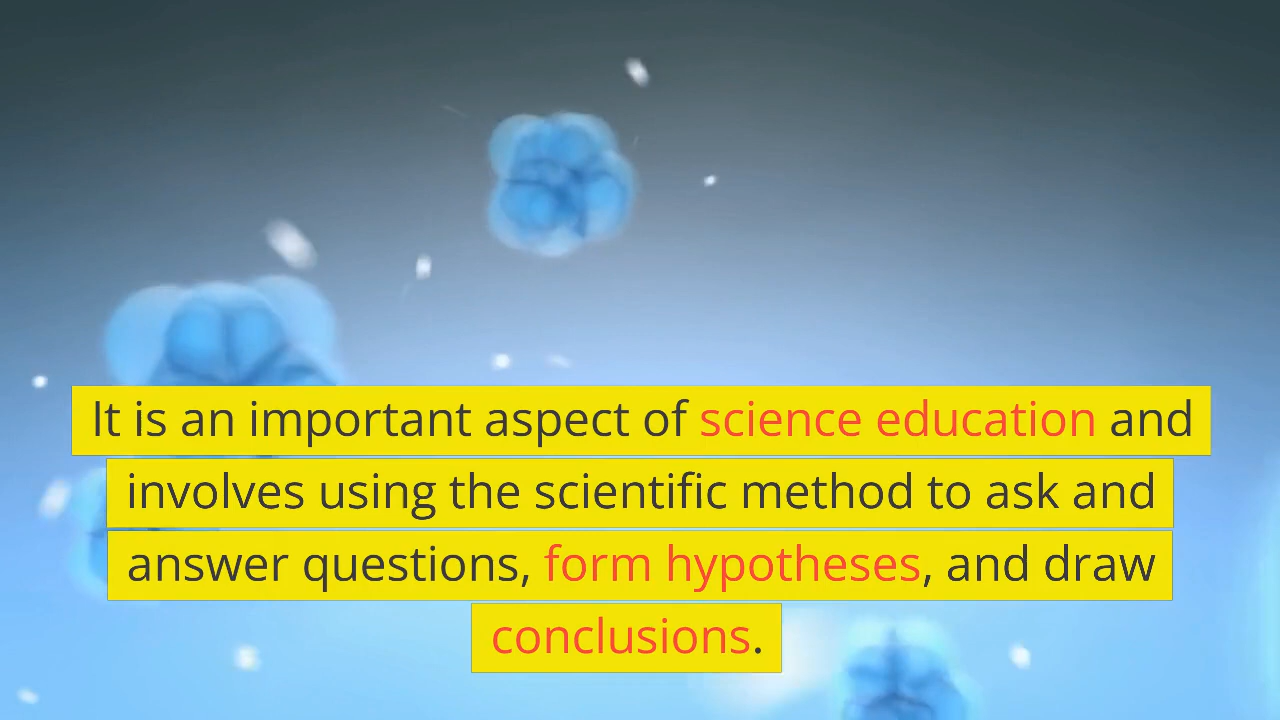 It is an important aspect of science education and
involves using the scientific method to ask and
answer questions, form hypotheses, and draw
conclusions.